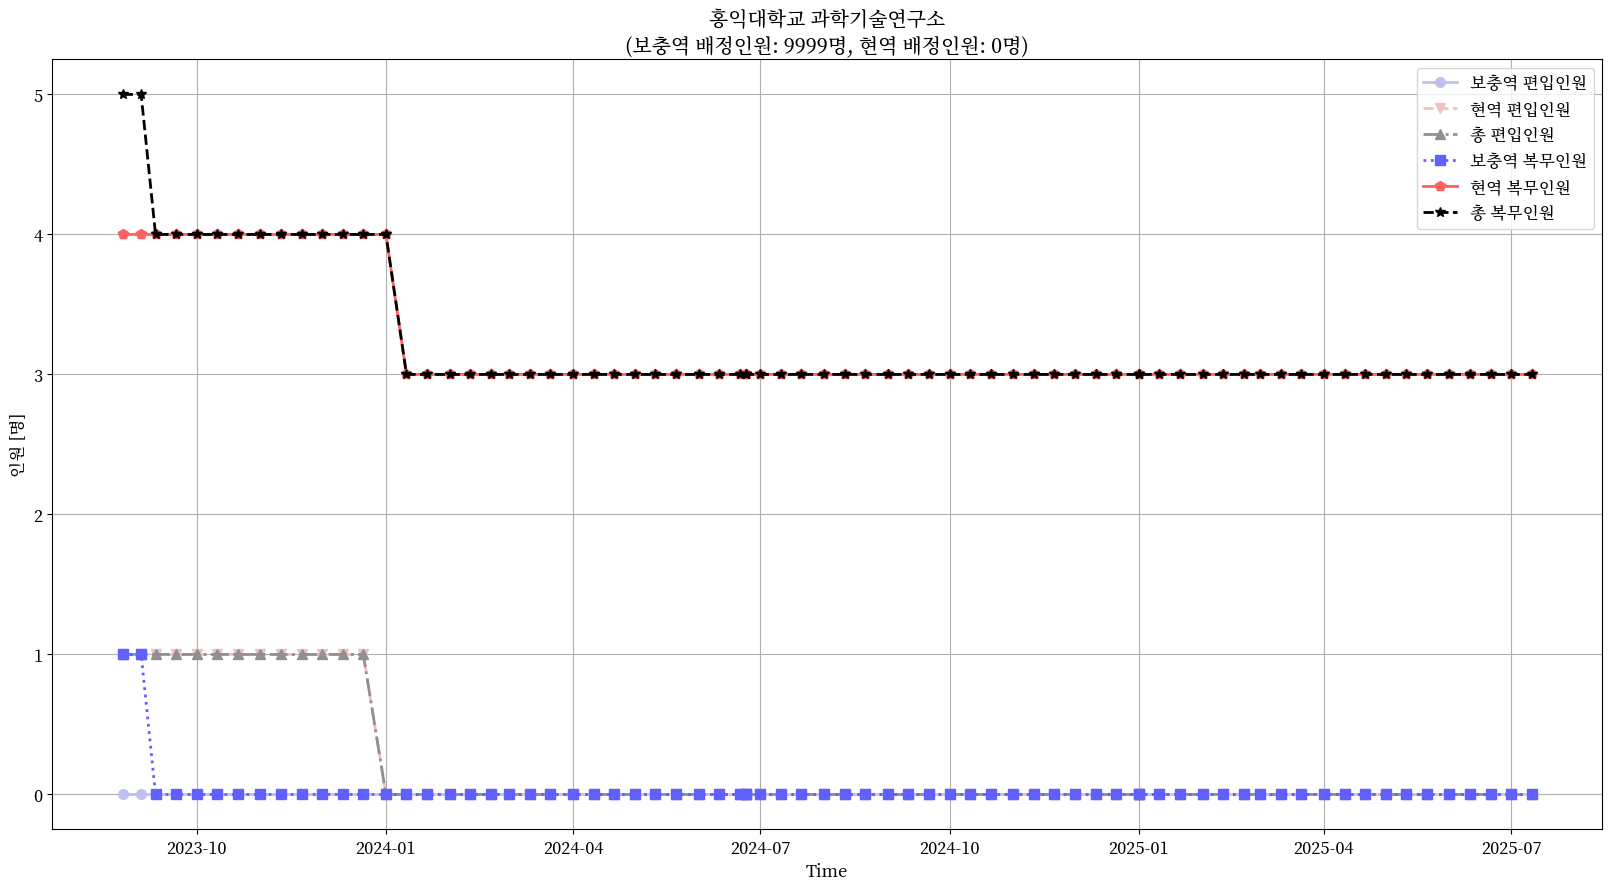 홍익대학교 과학기술연구소
(보충역 배정인원: 9999명, 현역 배정인원: 0명)
보충역 편입인원
현역 편입인원
총 편입인원
보충역 복무인원
현역 복무인원
총 복무인원
인원 [명]
5
4
3
2
1
0
2023-10
2024-01
2024-04
2024-07
2024-10
2025-01
2025-04
2025-07
Time